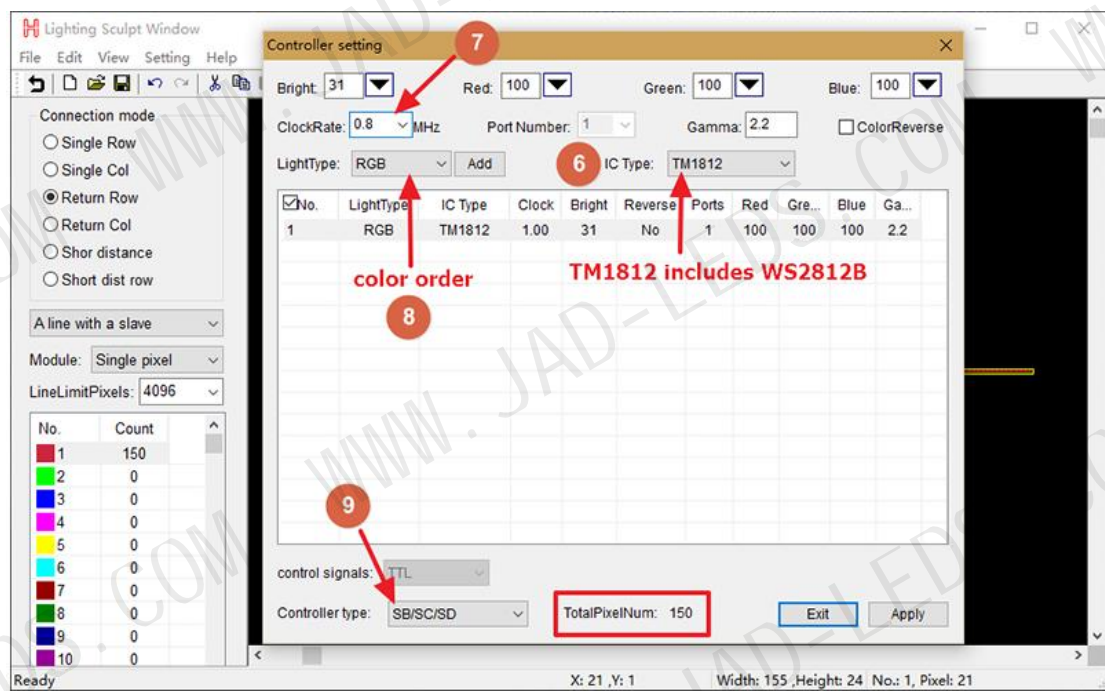 Lighting Sculpt Window
File Edit View Setting Help
Connection mode
Single Row
Single Col
Return Row
Return Col
Shor distance
Short dist row
A line with a slave
Module: Single pixel
LineLimitPixels: 4096
No. Count
1 150
2 0
3 0
4 0
5 0
6 0
7 0
8 0
9 0
10 0
Controller setting
7
Bright: 31 Red: 100 Green: 100 Blue: 100
ClockRate: 0.8 MHz Port Number: 1 Gamma: 2.2 ColorReverse
LightType: RGB Add 6 IC Type: TM1812
No. LightType IC Type Clock Bright Reverse Ports Red Gre... Blue Ga...
1 RGB TM1812 1.00 31 No 1 100 100 100 2.2
color order
TM1812 includes WS2812B
8
9
control signals: TTL
Controller type: SB/SC/SD TotalPixelNum: 150 Exit Apply
Ready X: 21 ,Y: 1 Width: 155 ,Height: 24 No.: 1, Pixel: 21
WWW.JAD-LEDS.COM